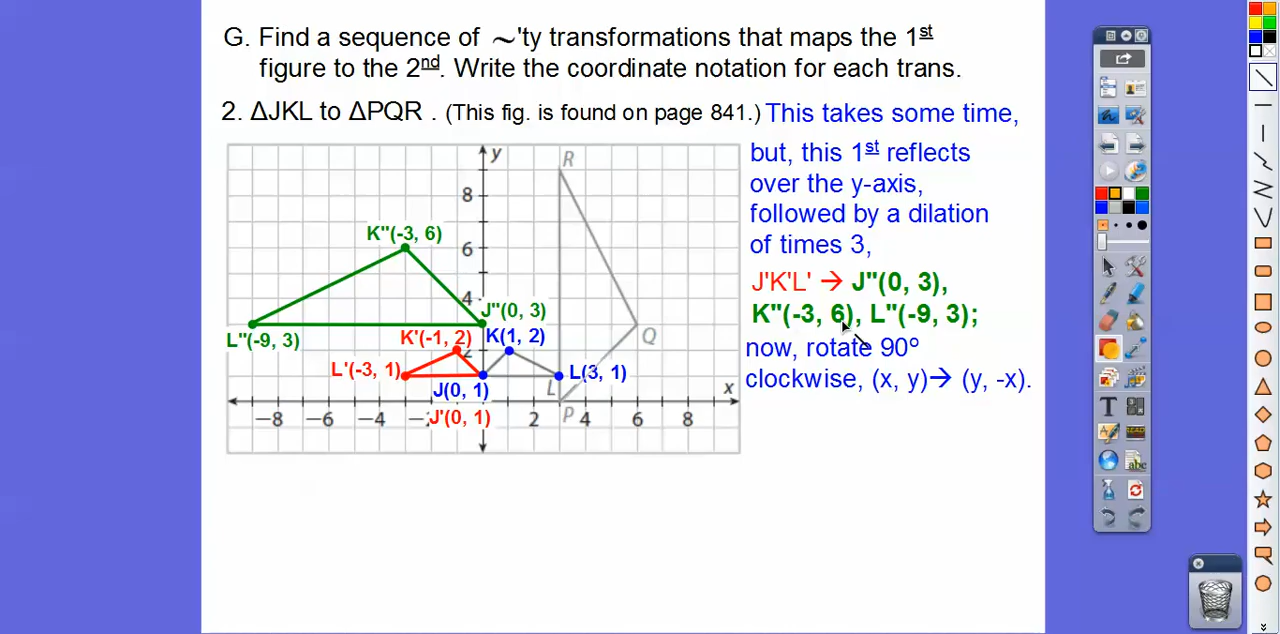 G. Find a sequence of ~'ty transformations that maps the 1st
figure to the 2nd. Write the coordinate notation for each trans.
2. ΔJKL to ΔPQR . (This fig. is found on page 841.) This takes some time,
but, this 1st reflects
over the y-axis,
followed by a dilation
of times 3,
J'K'L' → J"(0, 3),
K"(-3, 6), L"(-9, 3);
now, rotate 90°
clockwise, (x, y)→ (y, -x).
y
R
8
K"(-3, 6)
6
4
J"(0, 3)
L"(-9, 3)
K'(-1, 2)
2
K(1, 2)
Q
L'(-3, 1)
J(0, 1)
L
L(3, 1)
x
−8 −6 −4
J'(0, 1)
2 P 4 6 8
T
abc